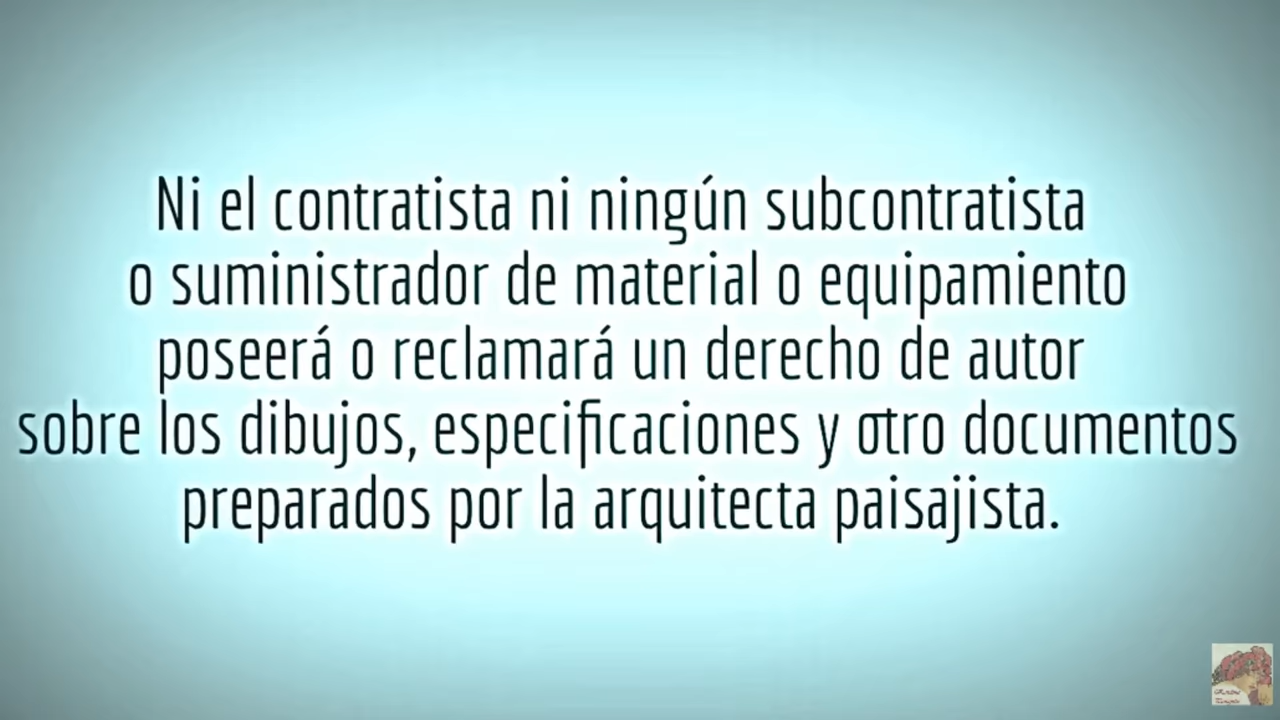 Ni el contratista ni ningún subcontratista
o suministrador de material o equipamiento
poseerá o reclamará un derecho de autor
sobre los dibujos, especificaciones y otro documentos
preparados por la arquitecta paisajista.